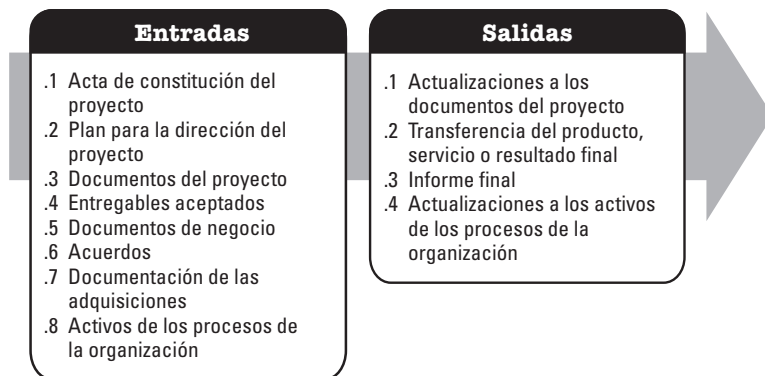 Entradas
.1 Acta de constitución del
proyecto
.2 Plan para la dirección del
proyecto
.3 Documentos del proyecto
.4 Entregables aceptados
.5 Documentos de negocio
.6 Acuerdos
.7 Documentación de las
adquisiciones
.8 Activos de los procesos de
la organización
Salidas
.1 Actualizaciones a los
documentos del proyecto
.2 Transferencia del producto,
servicio o resultado final
.3 Informe final
.4 Actualizaciones a los activos
de los procesos de la
organización